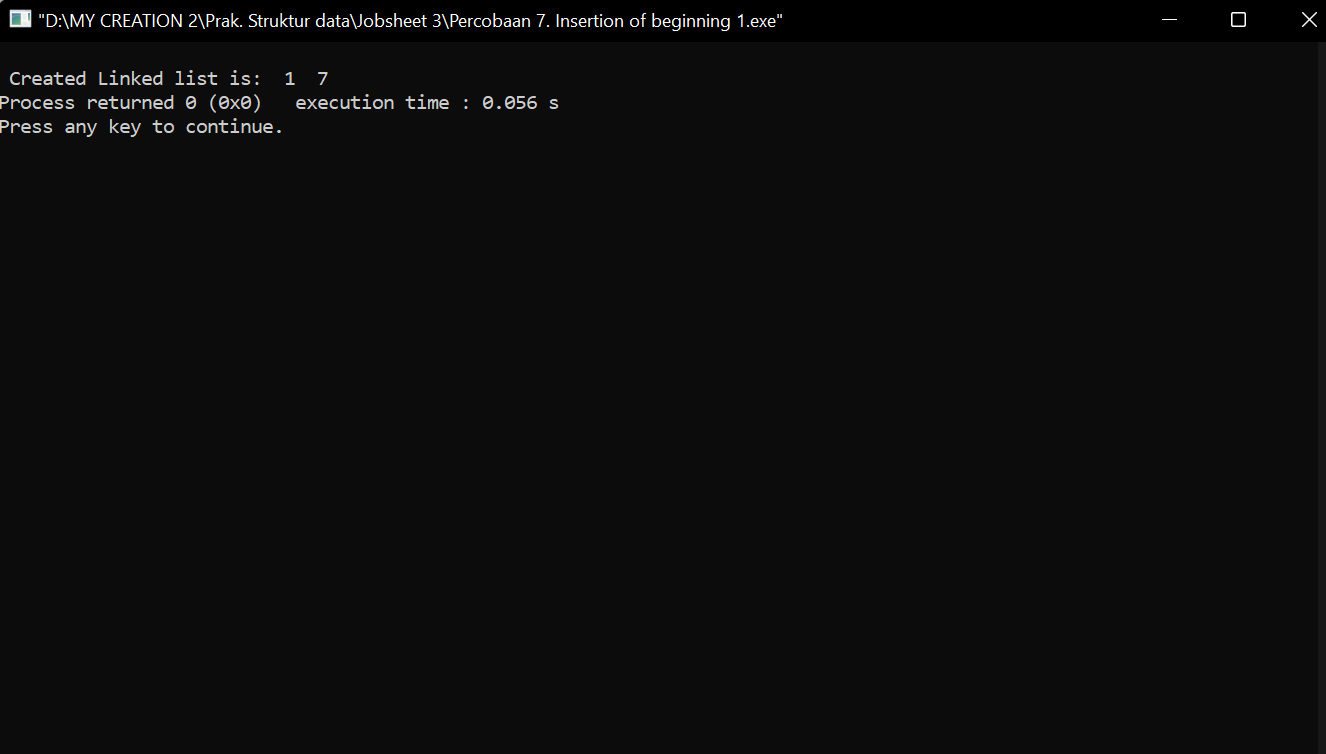 "D:\MY CREATION 2\Prak. Struktur data\Jobsheet 3\Percobaan 7. Insertion of beginning 1.exe"
Created Linked list is:  1  7
Process returned 0 (0x0)   execution time : 0.056 s
Press any key to continue.